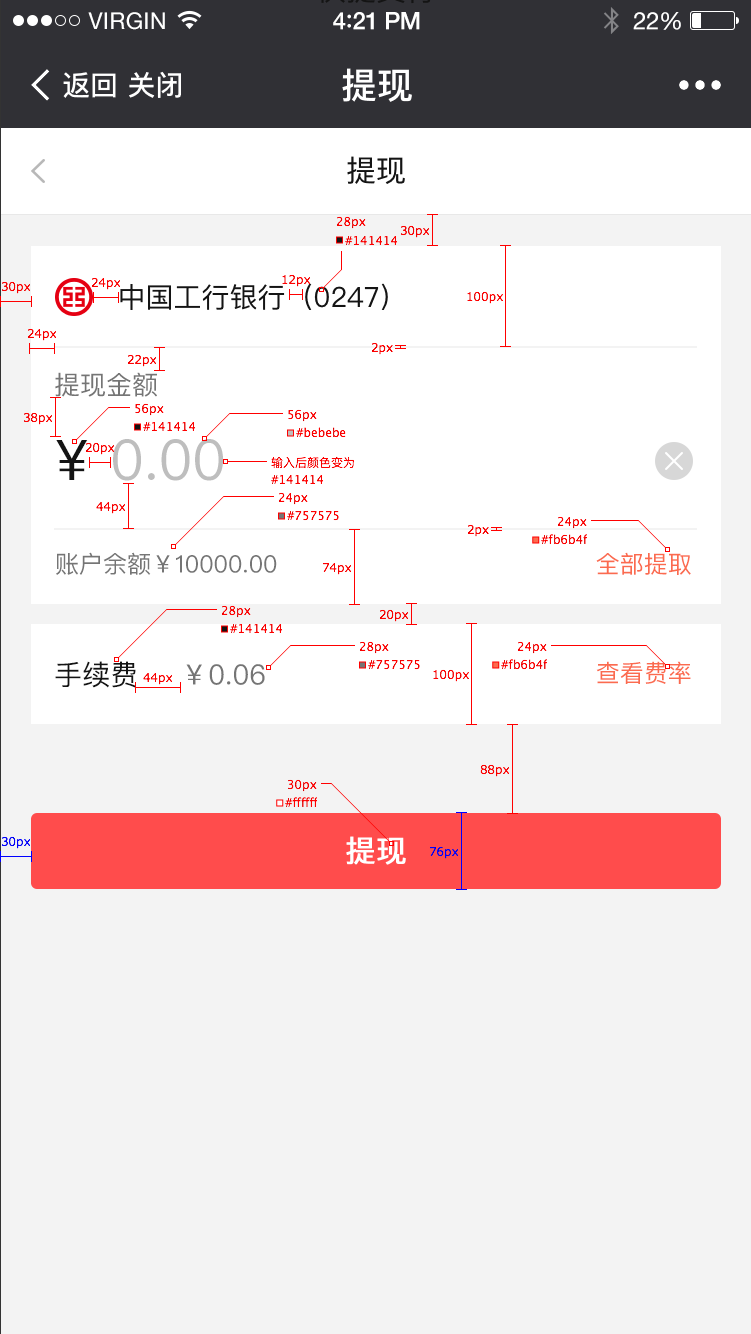 VIRGIN 4:21 PM 22%
返回 关闭 提现
提现
28px
#141414
30px
30px
24px
中国工行银行
12px
(0247)
100px
24px
2px
22px
提现金额
38px
56px
#141414
56px
#bebebe
¥
20px
0.00
输入后颜色变为
#141414
44px
24px
#757575
2px
24px
#fb6b4f
账户余额￥10000.00
74px
全部提取
20px
28px
#141414
28px
#757575
24px
#fb6b4f
手续费
44px
￥0.06
100px
查看费率
88px
30px
#ffffff
30px
提现
76px